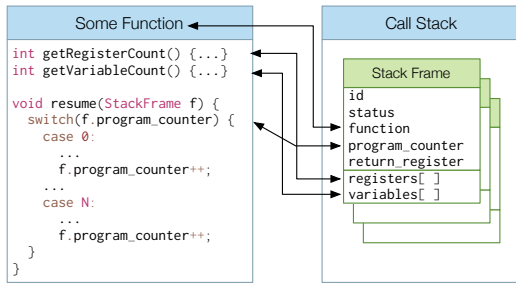 Some Function
int getRegisterCount() {...}
int getVariableCount() {...}
void resume(StackFrame f) {
switch(f.program_counter) {
case 0:
...
f.program_counter++;
...
case N:
...
f.program_counter++;
}
}
Call Stack
Stack Frame
id
status
function
program_counter
return_register
registers[ ]
variables[ ]